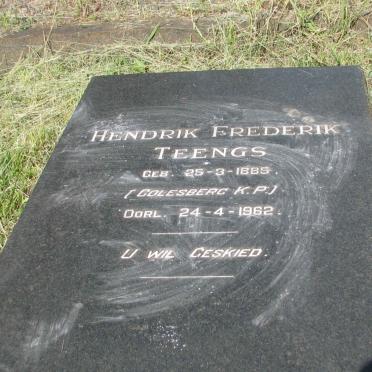 HENDRIK FREDERIK
TEENGS
GEB. 25-3-1885
(COLESBERG K.P.)
OORL. 24-4-1962.
U WIL GESKIED.